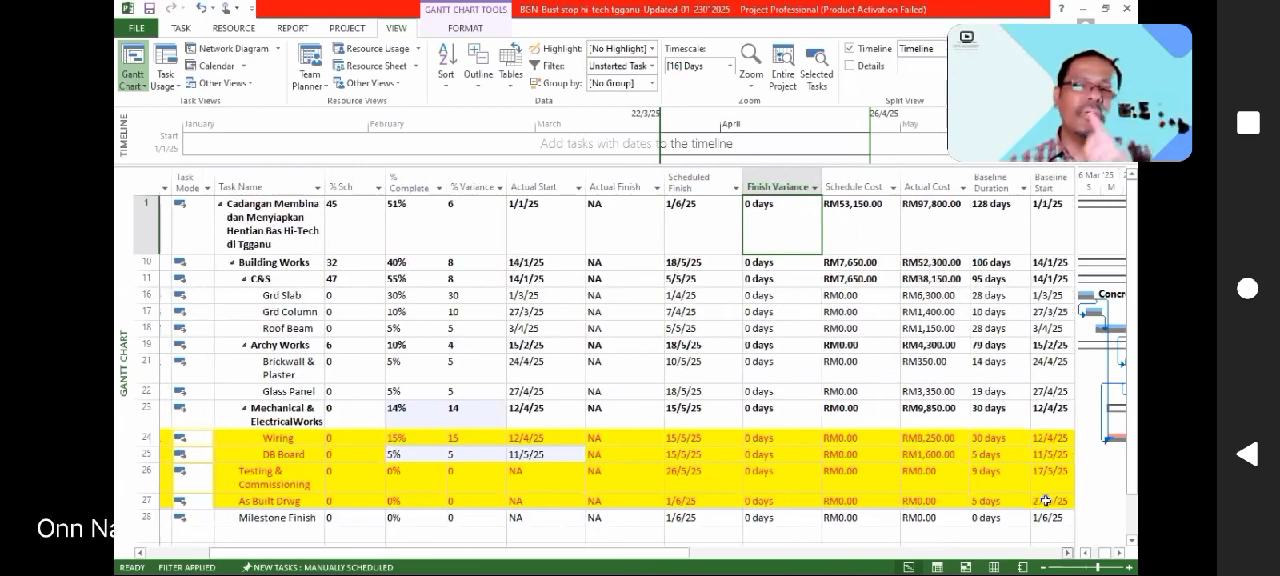 GANTT CHART TOOLS
BGN-Bust stop hi-tech tgganu-Updated-01-230*2025 - Project Professional (Product Activation Failed)
FILE TASK RESOURCE REPORT PROJECT VIEW FORMAT
Gantt Chart
Task Usage
Network Diagram
Calendar
Other Views
Task Views
Team Planner
Resource Usage
Resource Sheet
Other Views
Resource Views
Sort
Outline
Tables
Highlight: [No Highlight]
Filter: Unstarted Task
Group by: [No Group]
Data
Timescale:
[16] Days
Zoom
Entire Project
Selected Tasks
Zoom
Timeline Timeline
Details
Split View
TIMELINE
22/3/25 26/4/25
January February March April May
Start
1/1/25
Add tasks with dates to the timeline
Task Mode Task Name % Sch % Complete % Variance Actual Start Actual Finish Scheduled Finish Finish Variance Schedule Cost Actual Cost Baseline Duration Baseline Start 6 Mar '25
S M
1 Cadangan Membina dan Menyiapkan Hentian Bas Hi-Tech di Tgganu 45 51% 6 1/1/25 NA 1/6/25 0 days RM53,150.00 RM97,800.00 128 days 1/1/25
10 Building Works 32 40% 8 14/1/25 NA 18/5/25 0 days RM7,650.00 RM52,300.00 106 days 14/1/25
11 C&S 47 55% 8 14/1/25 NA 5/5/25 0 days RM7,650.00 RM38,150.00 95 days 14/1/25
16 Grd Slab 0 30% 30 1/3/25 NA 1/4/25 0 days RM0.00 RM6,300.00 28 days 1/3/25 Concr
17 Grd Column 0 10% 10 27/3/25 NA 7/4/25 0 days RM0.00 RM1,400.00 10 days 27/3/25
18 Roof Beam 0 5% 5 3/4/25 NA 5/5/25 0 days RM0.00 RM1,150.00 28 days 3/4/25
19 Archy Works 6 10% 4 15/2/25 NA 18/5/25 0 days RM0.00 RM4,300.00 79 days 15/2/25
21 Brickwall & Plaster 0 5% 5 24/4/25 NA 10/5/25 0 days RM0.00 RM350.00 14 days 24/4/25
22 Glass Panel 0 5% 5 27/4/25 NA 18/5/25 0 days RM0.00 RM3,350.00 19 days 27/4/25
23 Mechanical & ElectricalWorks 0 14% 14 12/4/25 NA 15/5/25 0 days RM0.00 RM9,850.00 30 days 12/4/25
24 Wiring 0 15% 15 12/4/25 NA 15/5/25 0 days RM0.00 RM8,250.00 30 days 12/4/25
25 DB Board 0 5% 5 11/5/25 NA 15/5/25 0 days RM0.00 RM1,600.00 5 days 11/5/25
26 Testing & Commissioning 0 0% 0 NA NA 26/5/25 0 days RM0.00 RM0.00 9 days 17/5/25
27 As Built Drwg 0 0% 0 NA NA 1/6/25 0 days RM0.00 RM0.00 5 days
28 Milestone Finish 0 0% 0 NA NA 1/6/25 0 days RM0.00 RM0.00 0 days 1/6/25
GANTT CHART
Onn Na
READY FILTER APPLIED NEW TASKS : MANUALLY SCHEDULED